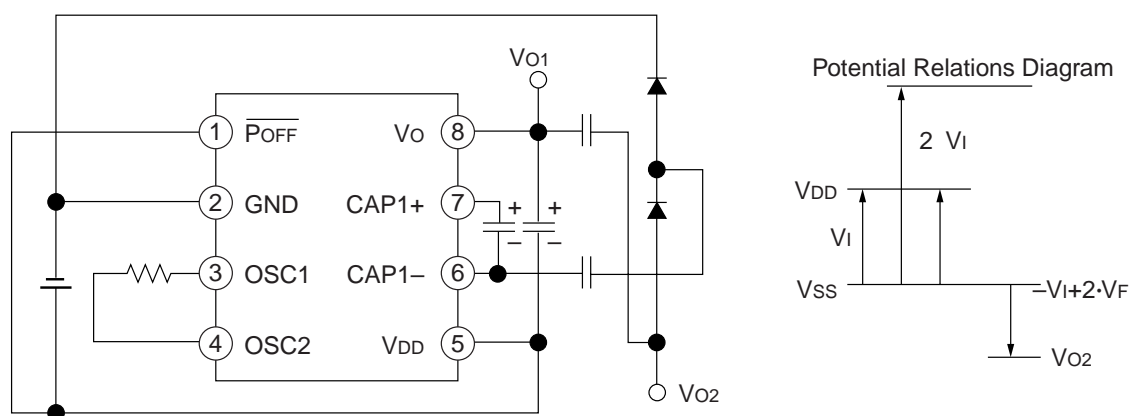 VO1
Potential Relations Diagram
1 POFF VO 8
2 GND CAP1+ 7
3 OSC1 CAP1– 6
4 OSC2 VDD 5
+
–
+
–
VO2
2 VI
VDD
VI
VSS
–VI+2·VF
VO2